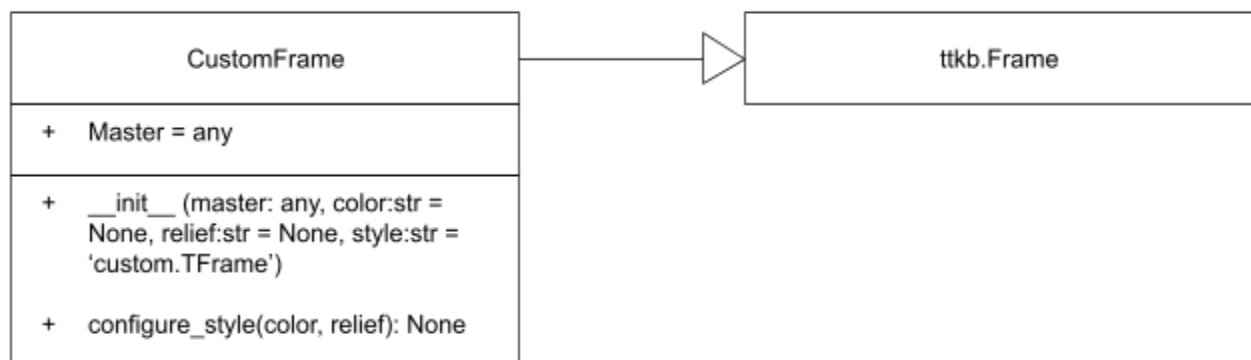 CustomFrame
ttkb.Frame
+ Master = any
+ __init__ (master: any, color:str =
None, relief:str = None, style:str =
‘custom.TFrame’)
+ configure_style(color, relief): None